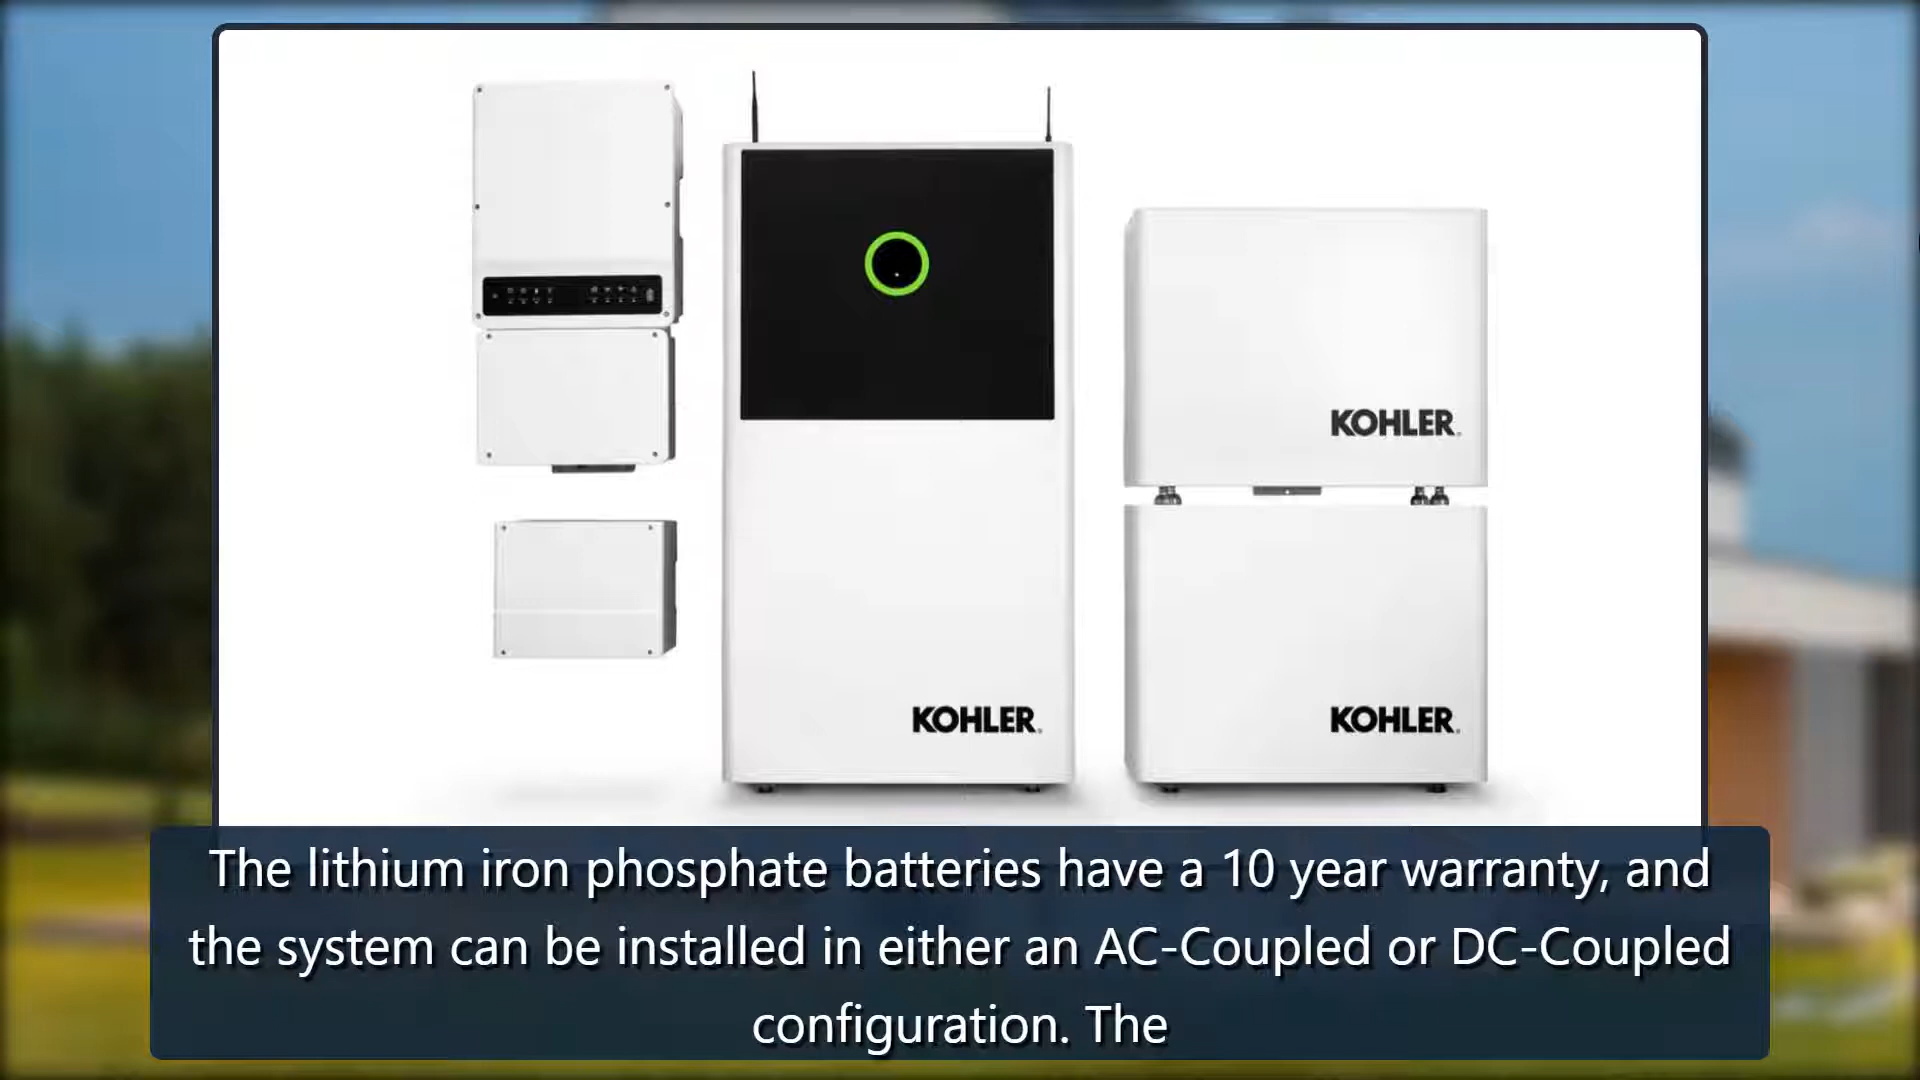 KOHLER
KOHLER
KOHLER
The lithium iron phosphate batteries have a 10 year warranty, and
the system can be installed in either an AC-Coupled or DC-Coupled
configuration. The